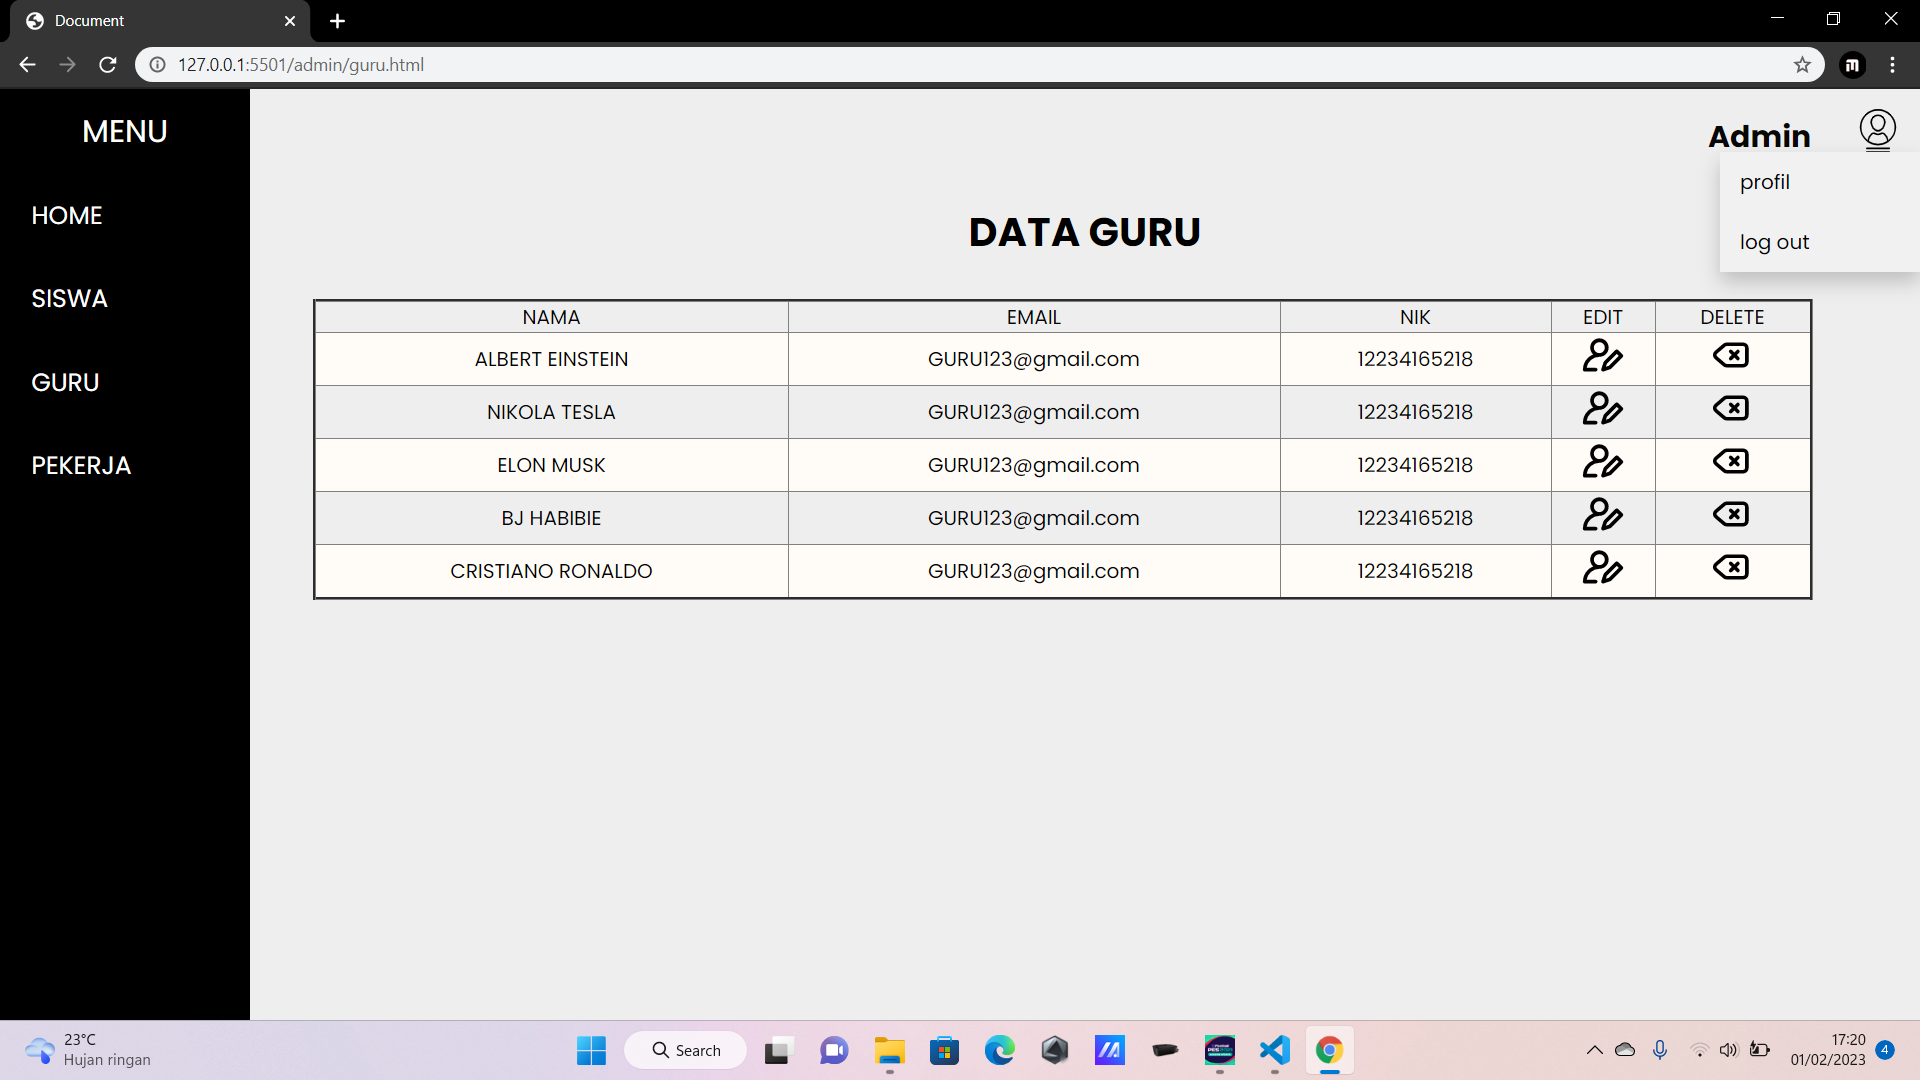 Document
127.0.0.1:5501/admin/guru.html
MENU
HOME
SISWA
GURU
PEKERJA
Admin
profil
log out
DATA GURU
NAMA EMAIL NIK EDIT DELETE
ALBERT EINSTEIN GURU123@gmail.com 12234165218
NIKOLA TESLA GURU123@gmail.com 12234165218
ELON MUSK GURU123@gmail.com 12234165218
BJ HABIBIE GURU123@gmail.com 12234165218
CRISTIANO RONALDO GURU123@gmail.com 12234165218
23°C
Hujan ringan
Search
17:20
01/02/2023
4